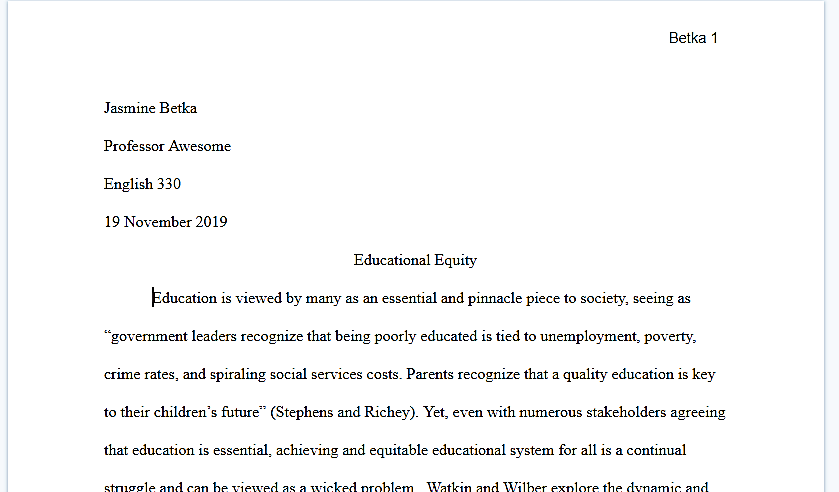 Betka 1
Jasmine Betka
Professor Awesome
English 330
19 November 2019
Educational Equity
Education is viewed by many as an essential and pinnacle piece to society, seeing as
“government leaders recognize that being poorly educated is tied to unemployment, poverty,
crime rates, and spiraling social services costs. Parents recognize that a quality education is key
to their children’s future” (Stephens and Richey). Yet, even with numerous stakeholders agreeing
that education is essential, achieving and equitable educational system for all is a continual
struggle and can be viewed as a wicked problem. Watkin and Wilber explore the dynamic and